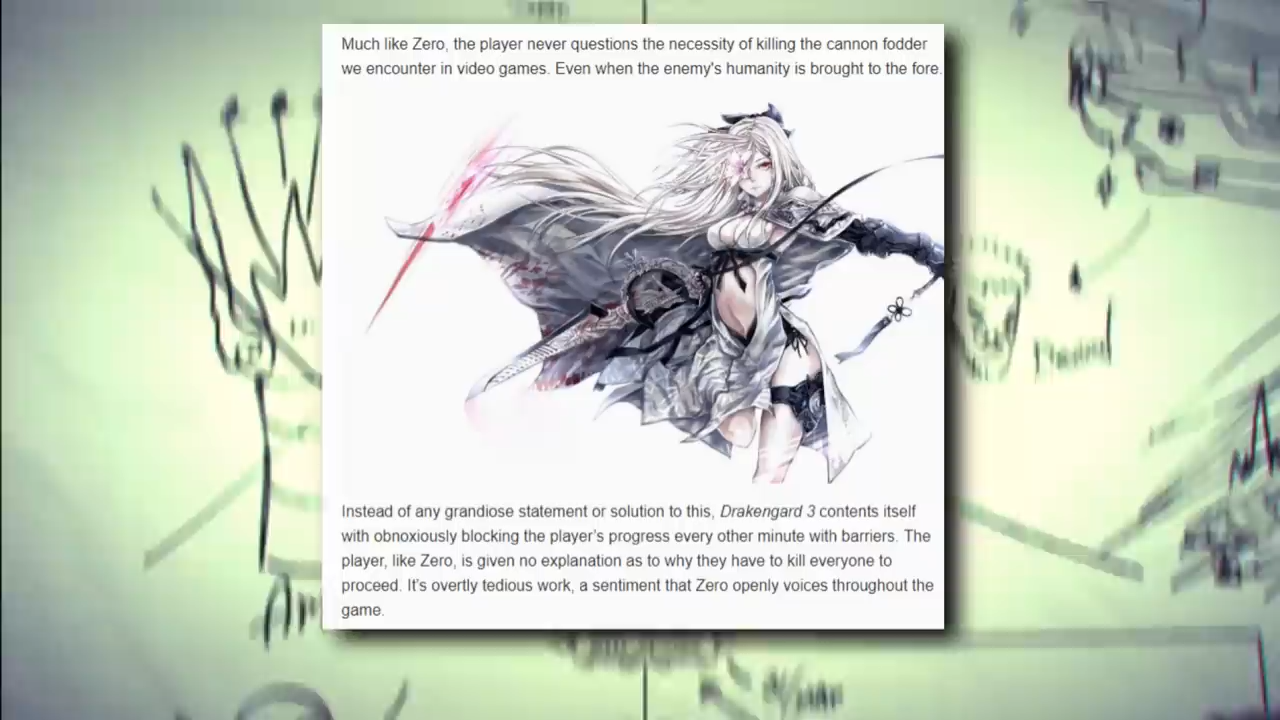 Much like Zero, the player never questions the necessity of killing the cannon fodder
we encounter in video games. Even when the enemy's humanity is brought to the fore.
Instead of any grandiose statement or solution to this, Drakengard 3 contents itself
with obnoxiously blocking the player's progress every other minute with barriers. The
player, like Zero, is given no explanation as to why they have to kill everyone to
proceed. It's overtly tedious work, a sentiment that Zero openly voices throughout the
game.